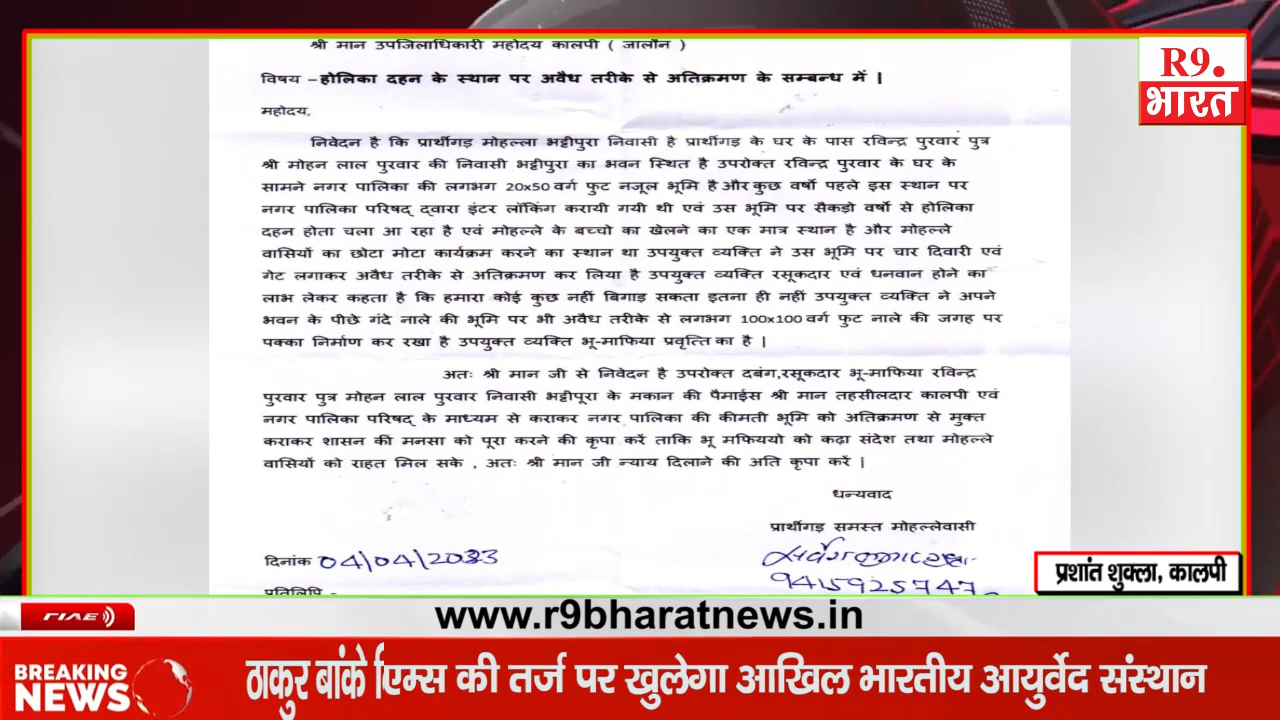 श्री मान उपजिलाधिकारी महोदय कालपी ( जालौन )
R9.
भारत
विषय –होलिका दहन के स्थान पर अवैध तरीके से अतिक्रमण के सम्बन्ध में |
महोदय,
निवेदन है कि प्रार्थीगड़ मोहल्ला भट्टीपुरा निवासी है प्रार्थीगड़ के घर के पास रविन्द्र पुरवार पुत्र
श्री मोहन लाल पुरवार की निवासी भट्टीपुरा का भवन स्थित है उपरोक्त रविन्द्र पुरवार के घर के
सामने नगर पालिका की लगभग 20x50 वर्ग फुट नजूल भूमि है और कुछ वर्षो पहले इस स्थान पर
नगर पालिका परिषद् द्वारा इंटर लॉकिंग करायी गयी थी एवं उस भूमि पर सैकड़ो वर्षो से होलिका
दहन होता चला आ रहा है एवं मोहल्ले के बच्चो का खेलने का एक मात्र स्थान है और मोहल्ले
वासियों का छोटा मोटा कार्यक्रम करने का स्थान था उपयुक्त व्यक्ति ने उस भूमि पर चार दिवारी एवं
गेट लगाकर अवैध तरीके से अतिक्रमण कर लिया है उपयुक्त व्यक्ति रसूकदार एवं धनवान होने का
लाभ लेकर कहता है कि हमारा कोई कुछ नहीं बिगाड़ सकता इतना ही नहीं उपयुक्त व्यक्ति ने अपने
भवन के पीछे गंदे नाले की भूमि पर भी अवैध तरीके से लगभग 100x100 वर्ग फुट नाले की जगह पर
पक्का निर्माण कर रखा है उपयुक्त व्यक्ति भू-माफिया प्रवृत्ति का है |
अतः श्री मान जी से निवेदन है उपरोक्त दबंग,रसूकदार भू-माफिया रविन्द्र
पुरवार पुत्र मोहन लाल पुरवार निवासी भट्टीपूरा के मकान की पैमाईस श्री मान तहसीलदार कालपी एवं
नगर पालिका परिषद् के माध्यम से कराकर नगर पालिका की कीमती भूमि को अतिक्रमण से मुक्त
कराकर शासन की मनसा को पूरा करने की कृपा करें ताकि भू मफिययो को कढ़ा संदेश तथा मोहल्ले
वासियों को राहत मिल सके , अतः श्री मान जी न्याय दिलाने की अति कृपा करें |
धन्यवाद
प्रार्थीगड़ समस्त मोहल्लेवासी
दिनांक 04/04/2023
प्रतिलिपि -
प्रशांत शुक्ला, कालपी
www.r9bharatnews.in
BREAKING
NEWS
ठाकुर बांके एिम्स की तर्ज पर खुलेगा आखिल भारतीय आयुर्वेद संस्थान